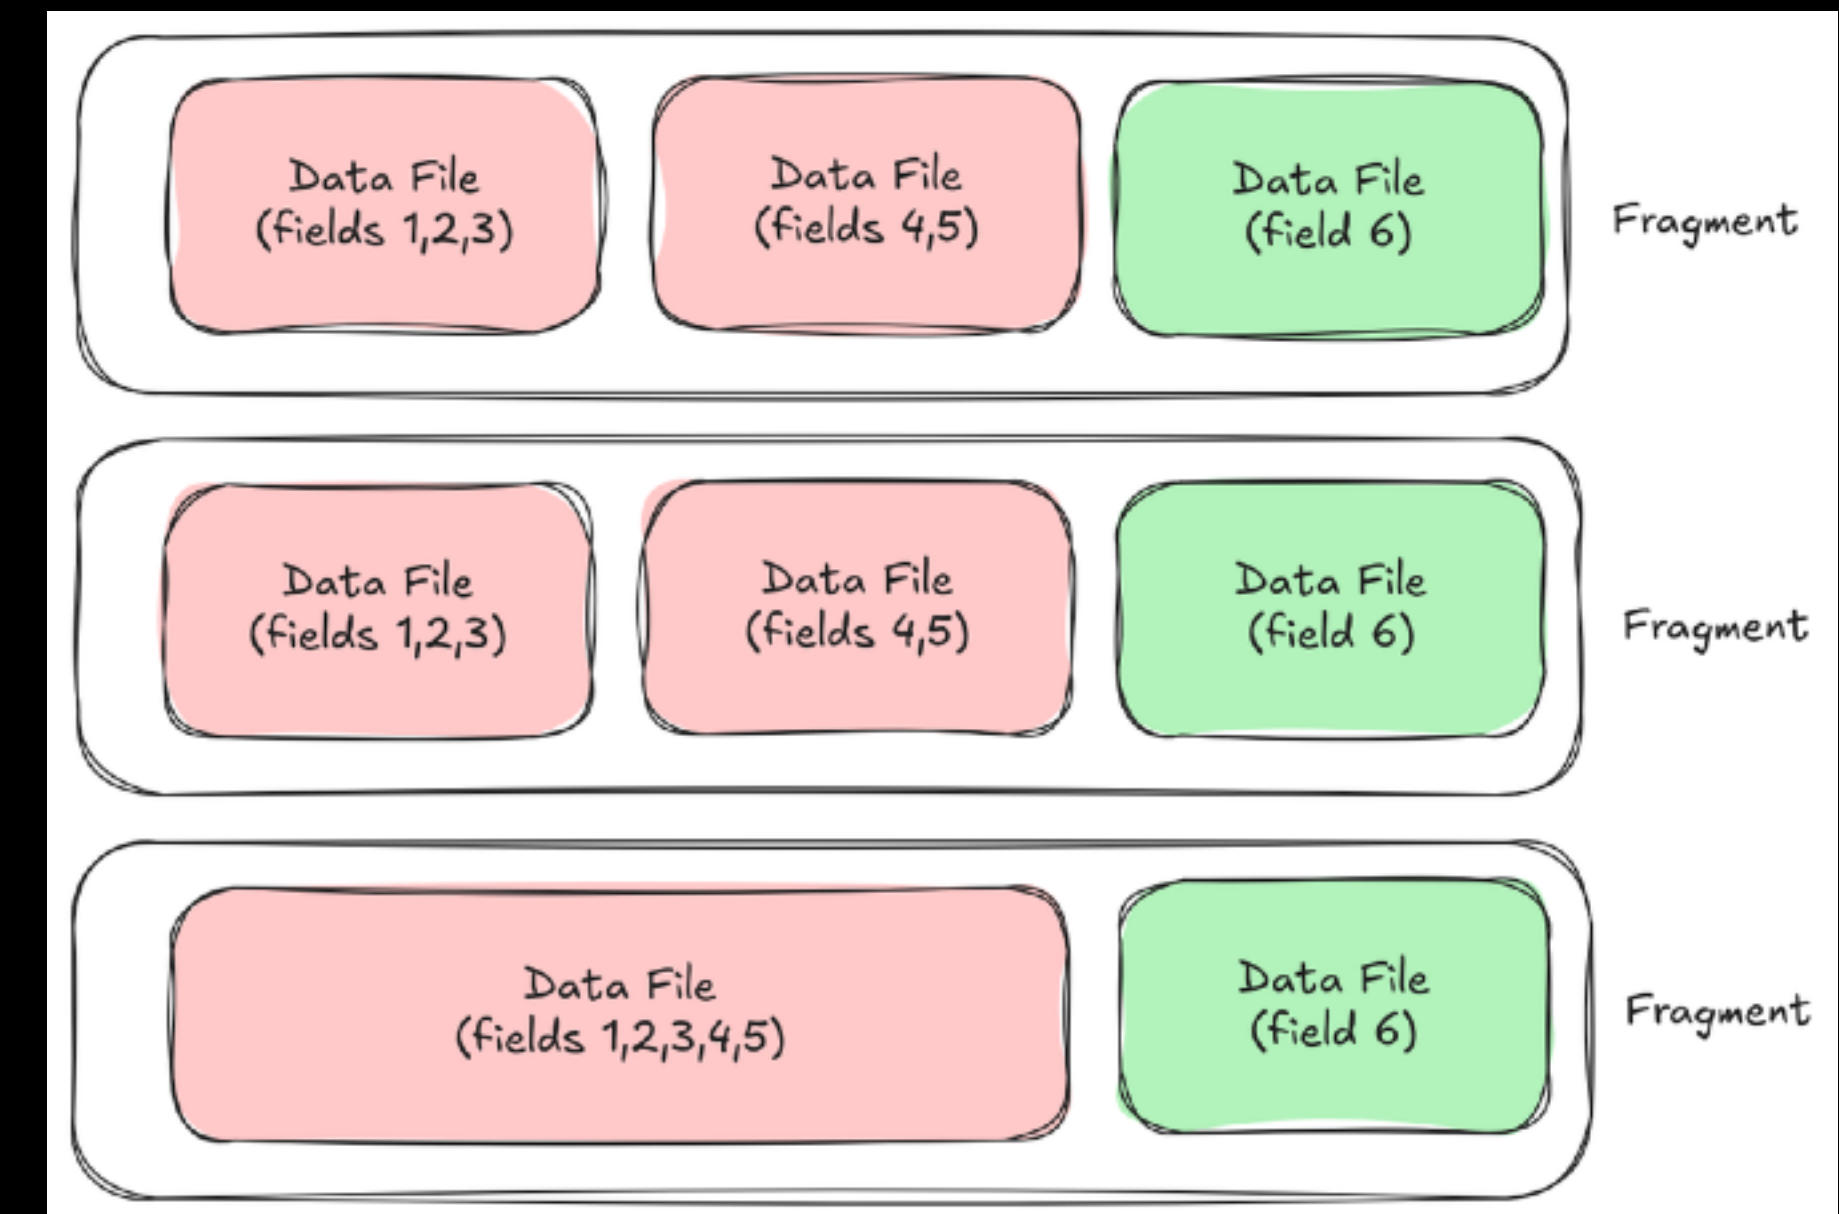 Data File
(fields 1,2,3)
Data File
(fields 4,5)
Data File
(field 6)
Fragment
Data File
(fields 1,2,3)
Data File
(fields 4,5)
Data File
(field 6)
Fragment
Data File
(fields 1,2,3,4,5)
Data File
(field 6)
Fragment